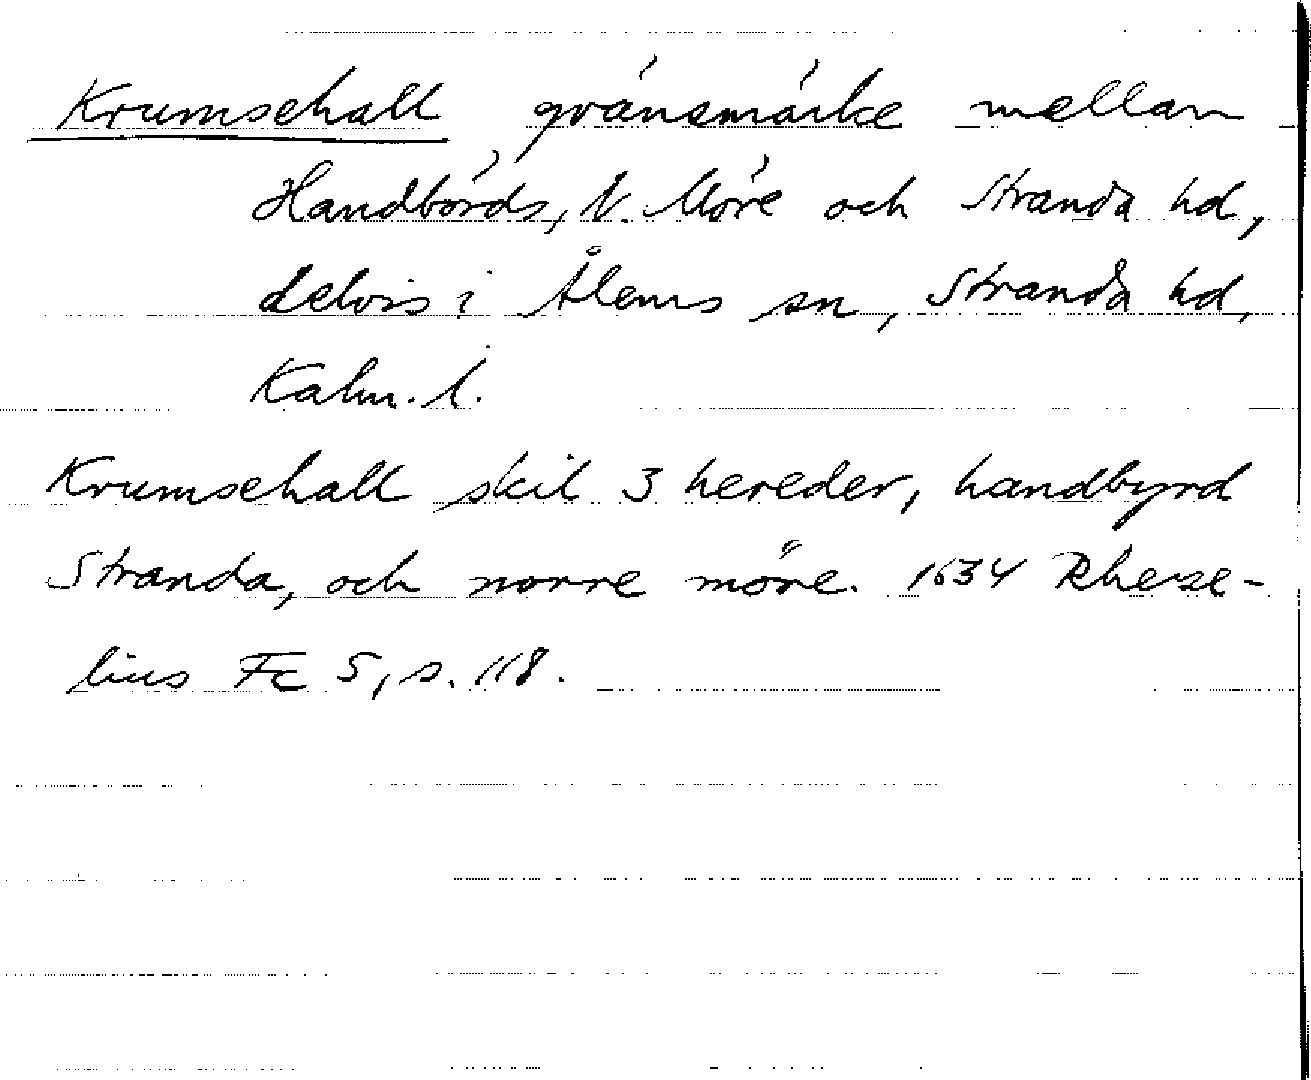 Krumsehall gränsmärke mellan
Handbörds, N. Möre och Stranda hd,
delvis i Ålems sn, Stranda hd,
Kalm. l.
Krumsehall skil 3 hereder, handbyrd
Stranda, och norre möre. 1634 Rheze-
lius Fc 5, s. 118.